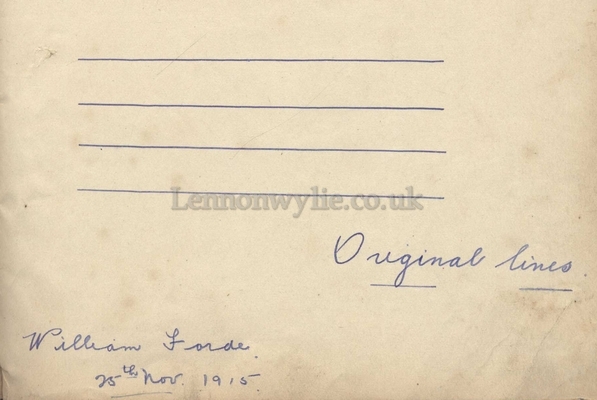 Lennonwylie.co.uk
Original lines
William Forde.
25th Nov. 1915.